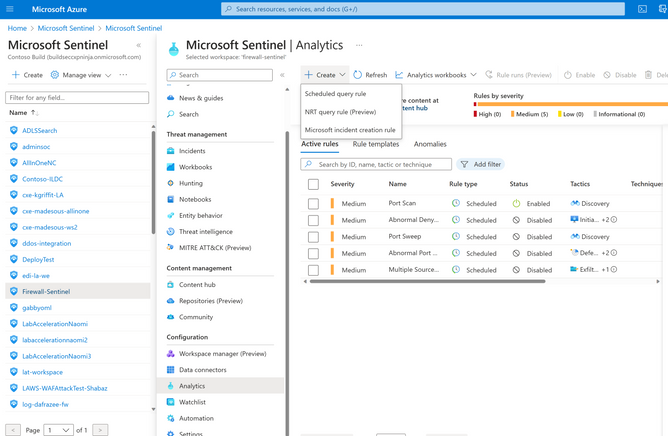 Microsoft Azure
Search resources, services, and docs (G+/)
Home > Microsoft Sentinel > Microsoft Sentinel
Microsoft Sentinel
Contoso Build (buildseccxpninja.onmicrosoft.com)
+ Create Manage view ...
Filter for any field...
Name ↑↓
ADLSSearch
adminsoc
AllInOneNC
Contoso-ILDC
cxe-kgriffit-LA
cxe-madesous-allinone
cxe-madesous-ws2
ddos-integration
DeployTest
edi-la-we
Firewall-Sentinel
gabbyoml
LabAccelerationNaomi
labaccelerationnaomi2
LabAccelerationNaomi3
lat-workspace
LAWS-WAFAttackTest-Shabaz
log-dafrazee-fw
< Page 1 of 1 >
Microsoft Sentinel | Analytics ...
Selected workspace: 'firewall-sentinel'
Search
News & guides
Search
Threat management
Incidents
Workbooks
Hunting
Notebooks
Entity behavior
Threat intelligence
MITRE ATT&CK (Preview)
Content management
Content hub
Repositories (Preview)
Community
Configuration
Workspace manager (Preview)
Data connectors
Analytics
Watchlist
Automation
Settings
+ Create Refresh Analytics workbooks Rule runs (Preview) Enable Disable Dele
Scheduled query rule
NRT query rule (Preview)
Microsoft incident creation rule
re content at
tent hub
Rules by severity
High (0) Medium (5) Low (0) Informational (0)
Active rules Rule templates Anomalies
Search by ID, name, tactic or technique
Add filter
Severity Name Rule type Status Tactics Techniques
Medium Port Scan Scheduled Enabled Discovery
Medium Abnormal Deny... Scheduled Disabled Initia... +2
Medium Port Sweep Scheduled Disabled Discovery
Medium Abnormal Port ... Scheduled Disabled Defe... +2
Medium Multiple Source... Scheduled Disabled Exfilt... +1